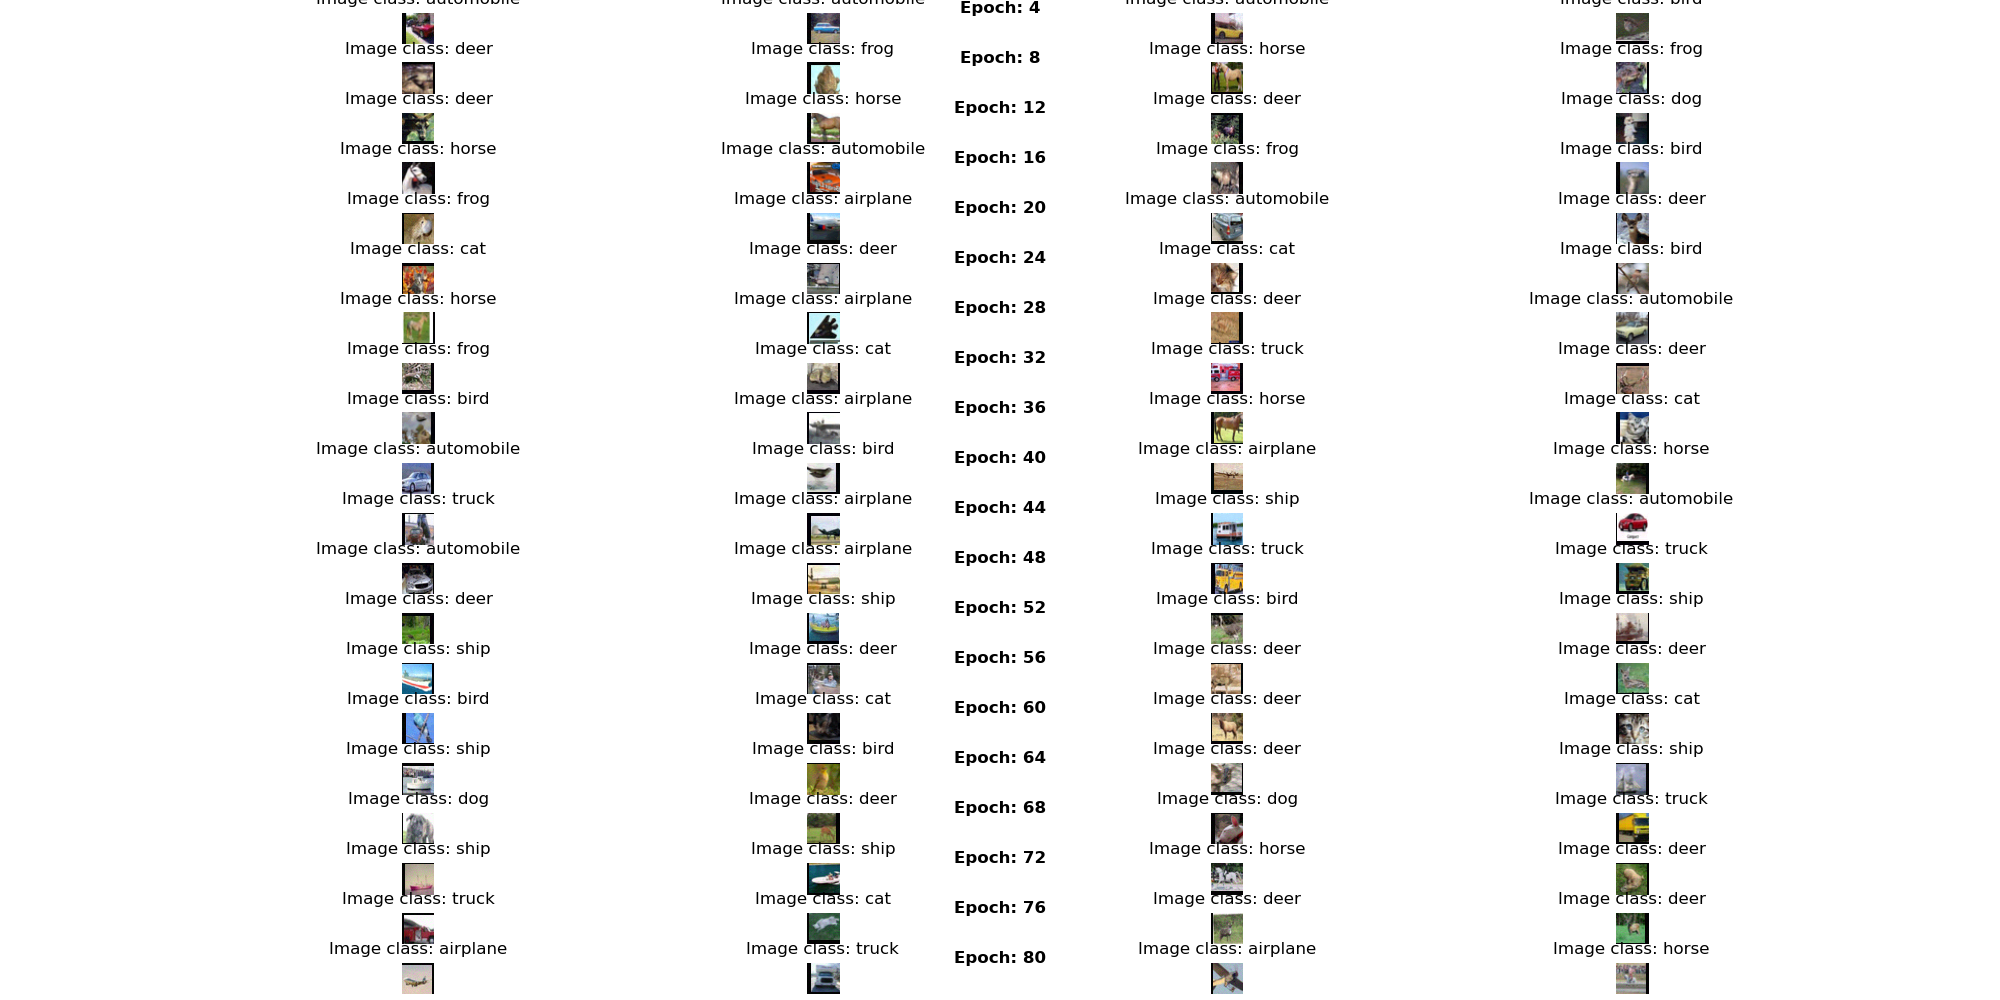 Image class: automobile Image class: automobile Epoch: 4 Image class: automobile Image class: bird
Image class: deer Image class: frog Epoch: 8 Image class: horse Image class: frog
Image class: deer Image class: horse Epoch: 12 Image class: deer Image class: dog
Image class: horse Image class: automobile Epoch: 16 Image class: frog Image class: bird
Image class: frog Image class: airplane Epoch: 20 Image class: automobile Image class: deer
Image class: cat Image class: deer Epoch: 24 Image class: cat Image class: bird
Image class: horse Image class: airplane Epoch: 28 Image class: deer Image class: automobile
Image class: frog Image class: cat Epoch: 32 Image class: truck Image class: deer
Image class: bird Image class: airplane Epoch: 36 Image class: horse Image class: cat
Image class: automobile Image class: bird Epoch: 40 Image class: airplane Image class: horse
Image class: truck Image class: airplane Epoch: 44 Image class: ship Image class: automobile
Image class: automobile Image class: airplane Epoch: 48 Image class: truck Image class: truck
Image class: deer Image class: ship Epoch: 52 Image class: bird Image class: ship
Image class: ship Image class: deer Epoch: 56 Image class: deer Image class: deer
Image class: bird Image class: cat Epoch: 60 Image class: deer Image class: cat
Image class: ship Image class: bird Epoch: 64 Image class: deer Image class: ship
Image class: dog Image class: deer Epoch: 68 Image class: dog Image class: truck
Image class: ship Image class: ship Epoch: 72 Image class: horse Image class: deer
Image class: truck Image class: cat Epoch: 76 Image class: deer Image class: deer
Image class: airplane Image class: truck Epoch: 80 Image class: airplane Image class: horse